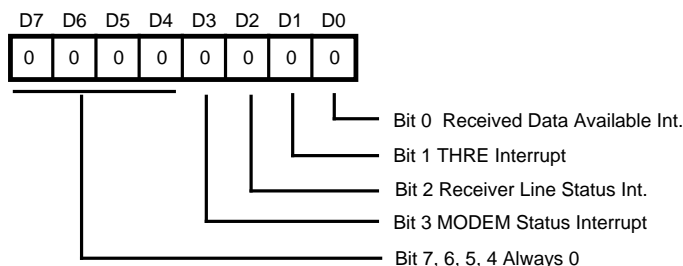 D7 D6 D5 D4 D3 D2 D1 D0
0 0 0 0 0 0 0 0
Bit 0 Received Data Available Int.
Bit 1 THRE Interrupt
Bit 2 Receiver Line Status Int.
Bit 3 MODEM Status Interrupt
Bit 7, 6, 5, 4 Always 0